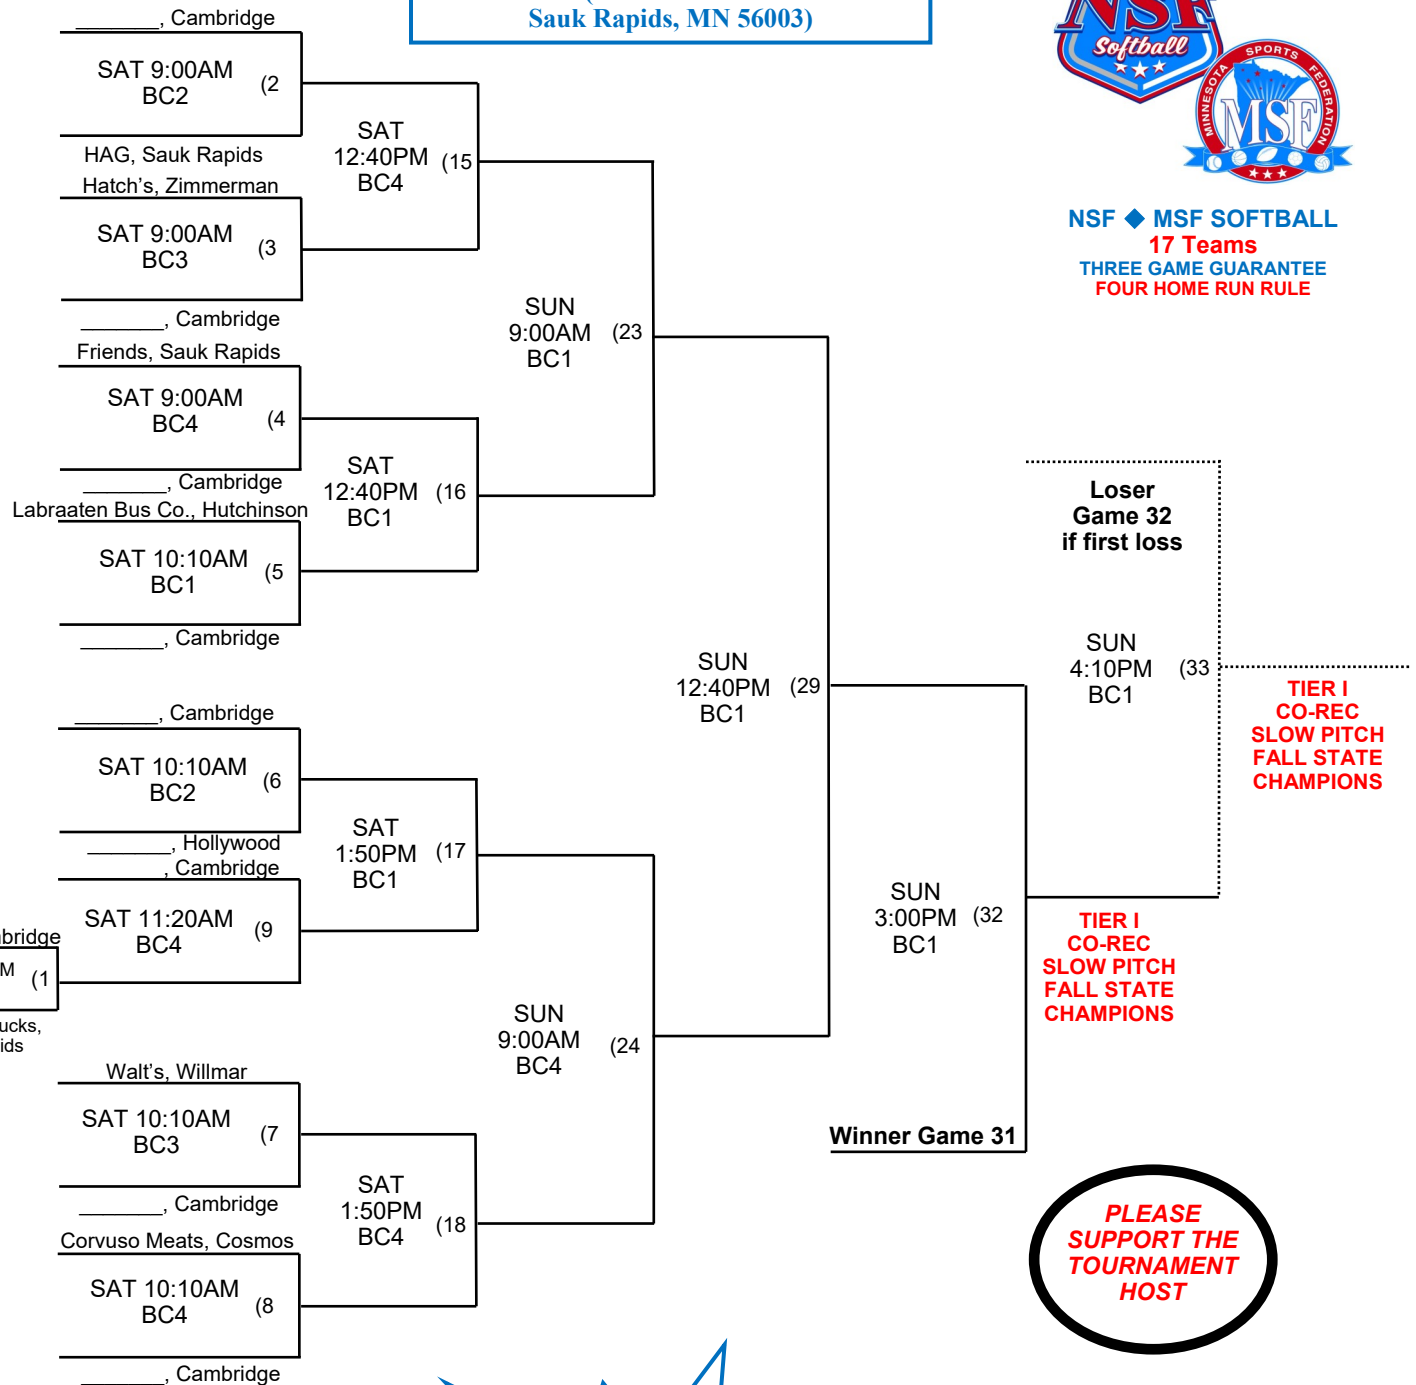 Sauk Rapids, MN 56003)
NSF
Softball
MINNESOTA SPORTS FEDERATION
MSF
NSF ◆ MSF SOFTBALL
17 Teams
THREE GAME GUARANTEE
FOUR HOME RUN RULE
_______, Cambridge
SAT 9:00AM
BC2
(2
HAG, Sauk Rapids
Hatch's, Zimmerman
SAT 9:00AM
BC3
(3
_______, Cambridge
Friends, Sauk Rapids
SAT 9:00AM
BC4
(4
_______, Cambridge
Labraaten Bus Co., Hutchinson
SAT 10:10AM
BC1
(5
_______, Cambridge
_______, Cambridge
SAT 10:10AM
BC2
(6
_______, Hollywood
, Cambridge
SAT 11:20AM
BC4
(9
bridge
M (1
ucks,
ids
Walt's, Willmar
SAT 10:10AM
BC3
(7
_______, Cambridge
Corvuso Meats, Cosmos
SAT 10:10AM
BC4
(8
_______, Cambridge
SAT
12:40PM (15
BC4
SAT
12:40PM (16
BC1
SAT
1:50PM (17
BC1
SAT
1:50PM (18
BC4
SUN
9:00AM (23
BC1
SUN
9:00AM (24
BC4
SUN
12:40PM (29
BC1
Winner Game 31
SUN
3:00PM (32
BC1
TIER I
CO-REC
SLOW PITCH
FALL STATE
CHAMPIONS
Loser
Game 32
if first loss
SUN
4:10PM (33
BC1
TIER I
CO-REC
SLOW PITCH
FALL STATE
CHAMPIONS
PLEASE
SUPPORT THE
TOURNAMENT
HOST